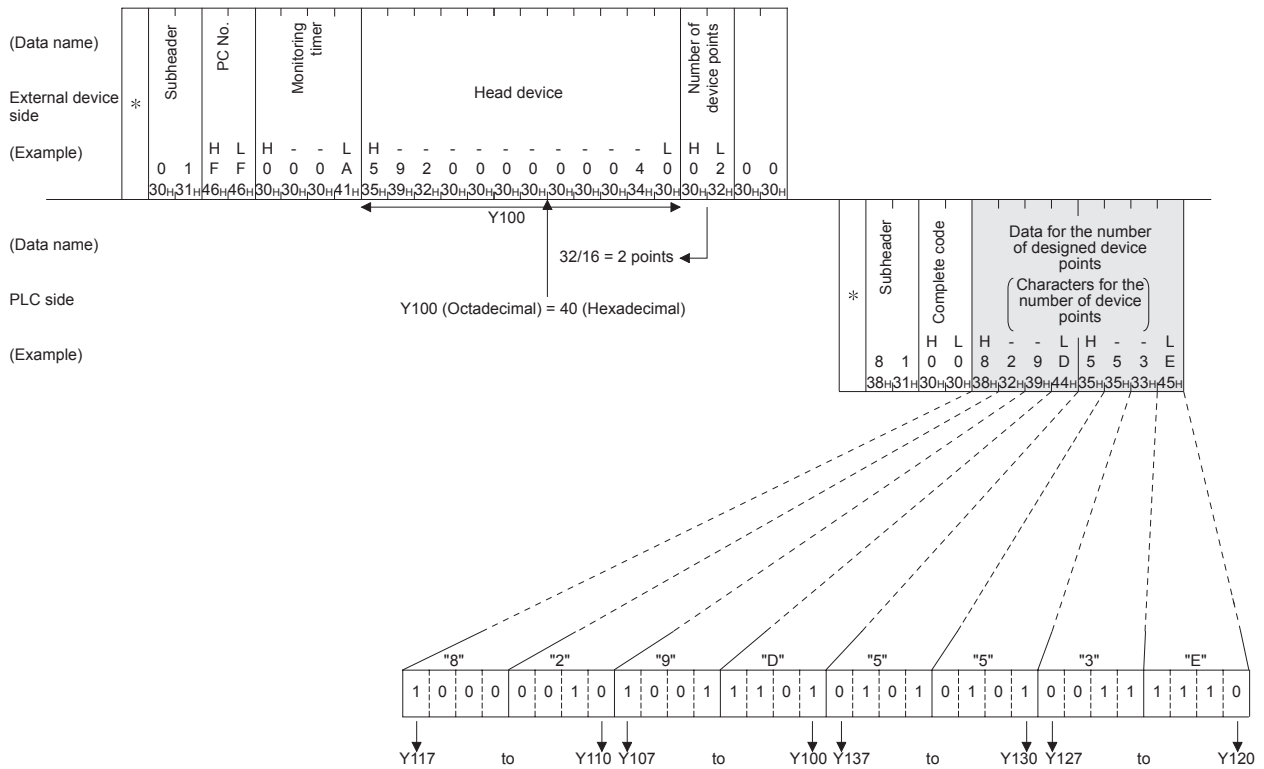 (Data name)
External device
side
(Example)
*
Subheader
PC No.
Monitoring
timer
Head device
Number of
device points
H L H - - L H - - - - - - - - - - L H L
0 1 F F 0 0 0 A 5 9 2 0 0 0 0 0 0 0 4 0 0 2 0 0
30H 31H 46H 46H 30H 30H 30H 41H 35H 39H 32H 30H 30H 30H 30H 30H 30H 30H 34H 30H 30H 32H 30H 30H
Y100
32/16 = 2 points
Y100 (Octadecimal) = 40 (Hexadecimal)
(Data name)
PLC side
(Example)
*
Subheader
Complete code
Data for the number
of designed device
points
(Characters for the
number of device
points)
H L H - - L H - - L
8 1 0 0 8 2 9 D 5 5 3 E
38H 31H 30H 30H 38H 32H 39H 44H 35H 35H 33H 45H
"8" "2" "9" "D" "5" "5" "3" "E"
1 0 0 0 0 0 1 0 1 0 0 1 1 1 0 1 0 1 0 1 0 1 0 1 0 0 1 1 1 1 1 0
Y117 to Y110 Y107 to Y100 Y137 to Y130 Y127 to Y120